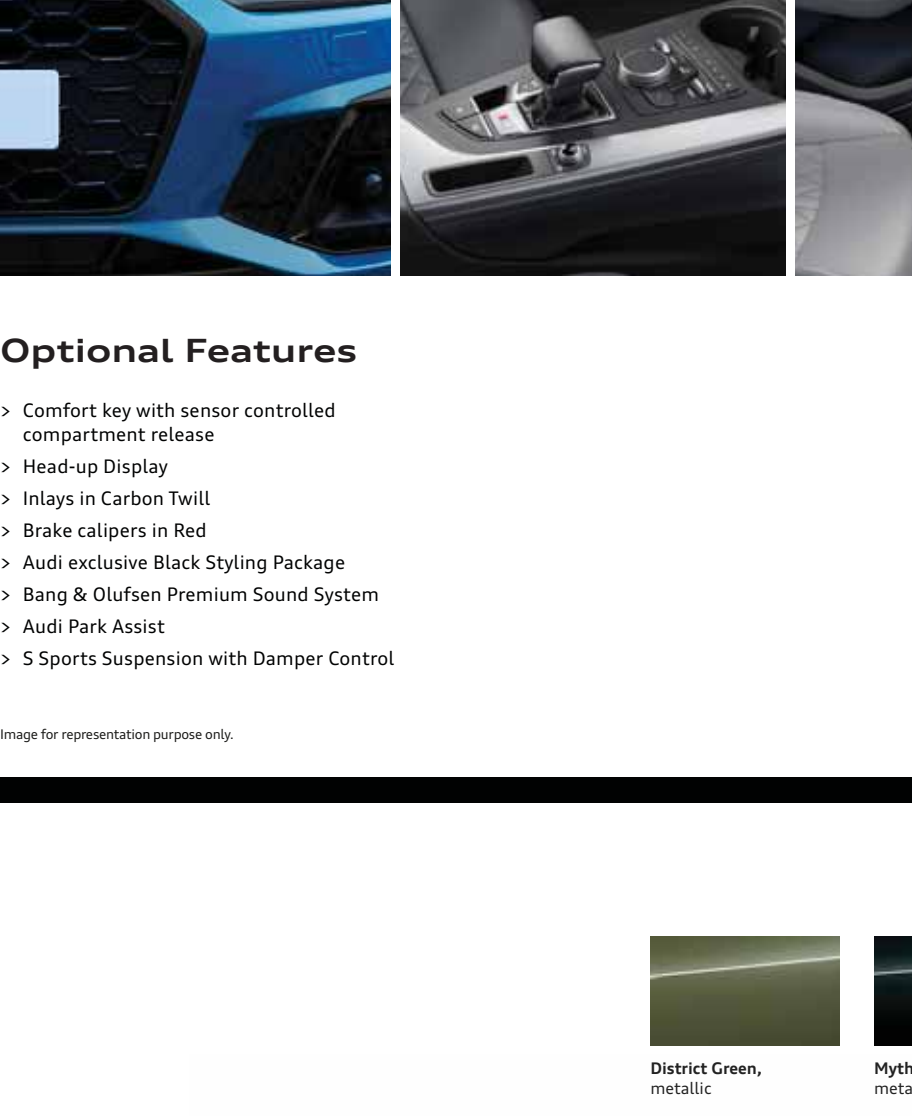 Optional Features
> Comfort key with sensor controlled
compartment release
> Head-up Display
> Inlays in Carbon Twill
> Brake calipers in Red
> Audi exclusive Black Styling Package
> Bang & Olufsen Premium Sound System
> Audi Park Assist
> S Sports Suspension with Damper Control
Image for representation purpose only.
District Green,
metallic